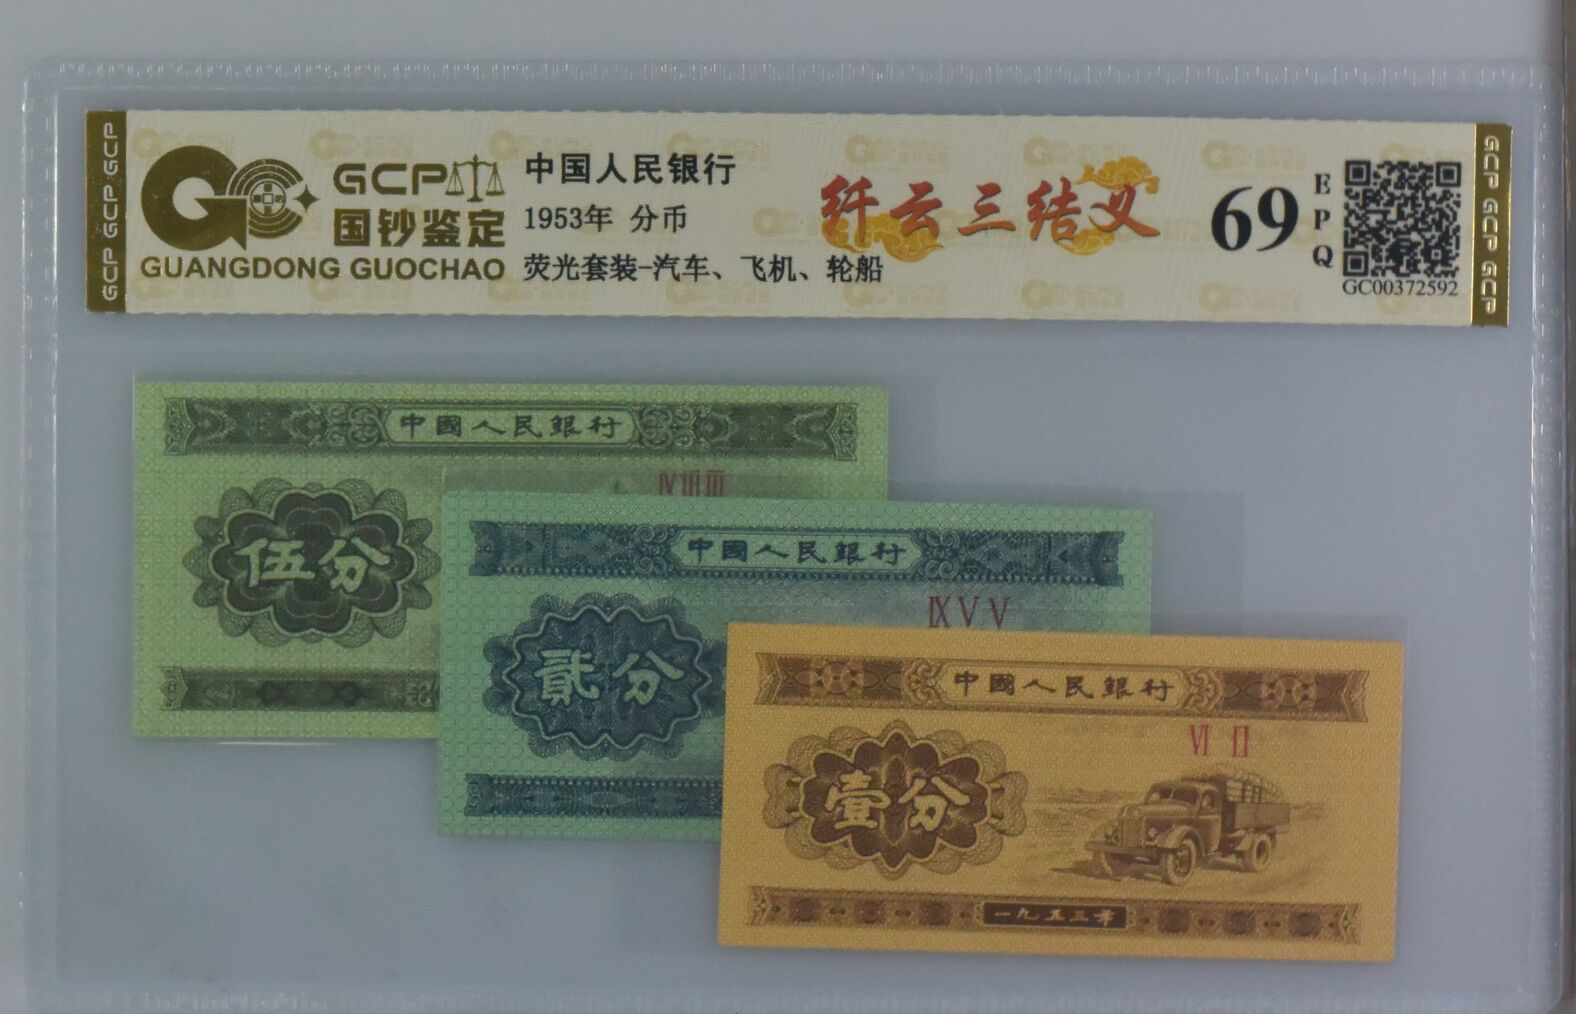 GCP GCP GCP
GCP
国钞鉴定
GUANGDONG GUOCHAO
中国人民银行
1953年 分币
荧光套装-汽车、飞机、轮船
纤云三结义
69
EPQ
GC00372592
GCP GCP GCP
中國人民銀行
ⅣⅢⅢ
伍分
中國人民銀行
ⅨⅤⅤ
貳分
中國人民銀行
Ⅵ Ⅱ
壹分
一九五三年